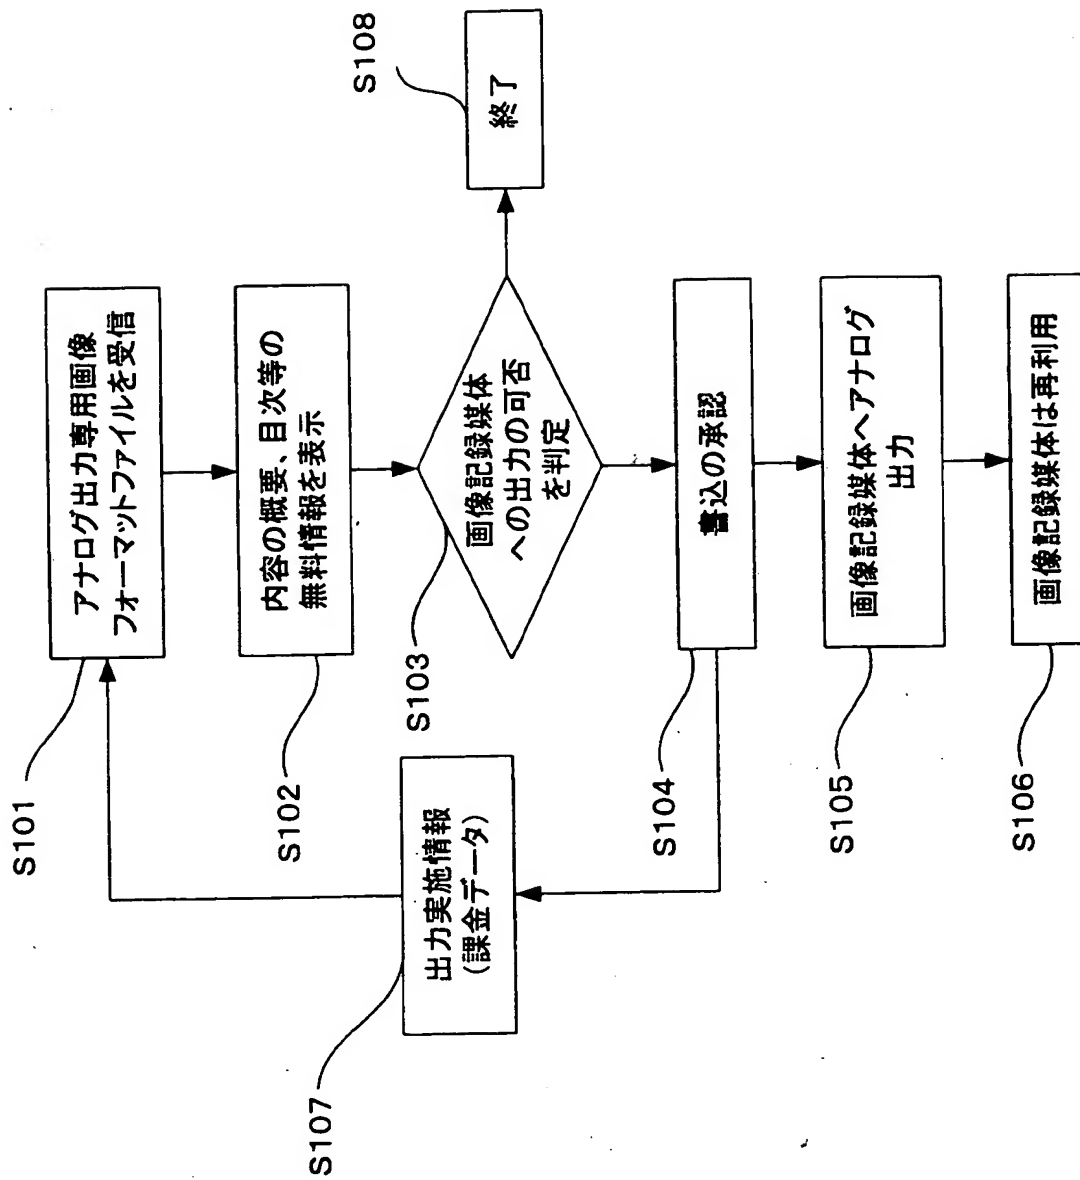 S101
アナログ出力専用画像
フォーマットファイルを受信
S102
内容の概要、目次等の
無料情報を表示
S103
画像記録媒体
への出力の可否
を判定
S108
終了
S104
書込の承認
S107
出力実施情報
(課金データ)
S105
画像記録媒体へアナログ
出力
S106
画像記録媒体は再利用